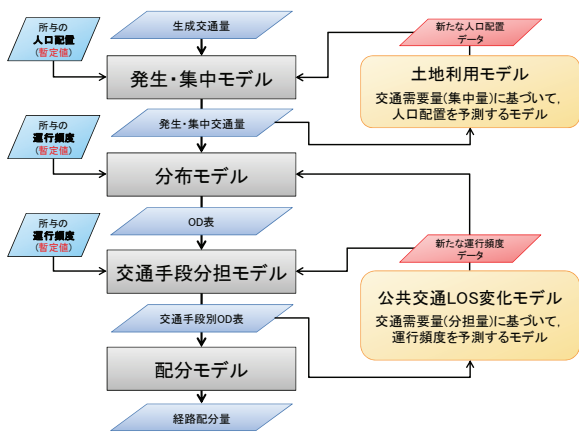 所与の
人口配置
(暫定値)
生成交通量
新たな人口配置
データ
発生・集中モデル
土地利用モデル
交通需要量(集中量)に基づいて,
人口配置を予測するモデル
所与の
運行頻度
(暫定値)
発生・集中交通量
分布モデル
所与の
運行頻度
(暫定値)
OD表
新たな運行頻度
データ
交通手段分担モデル
公共交通LOS変化モデル
交通需要量(分担量)に基づいて,
運行頻度を予測するモデル
交通手段別OD表
配分モデル
経路配分量